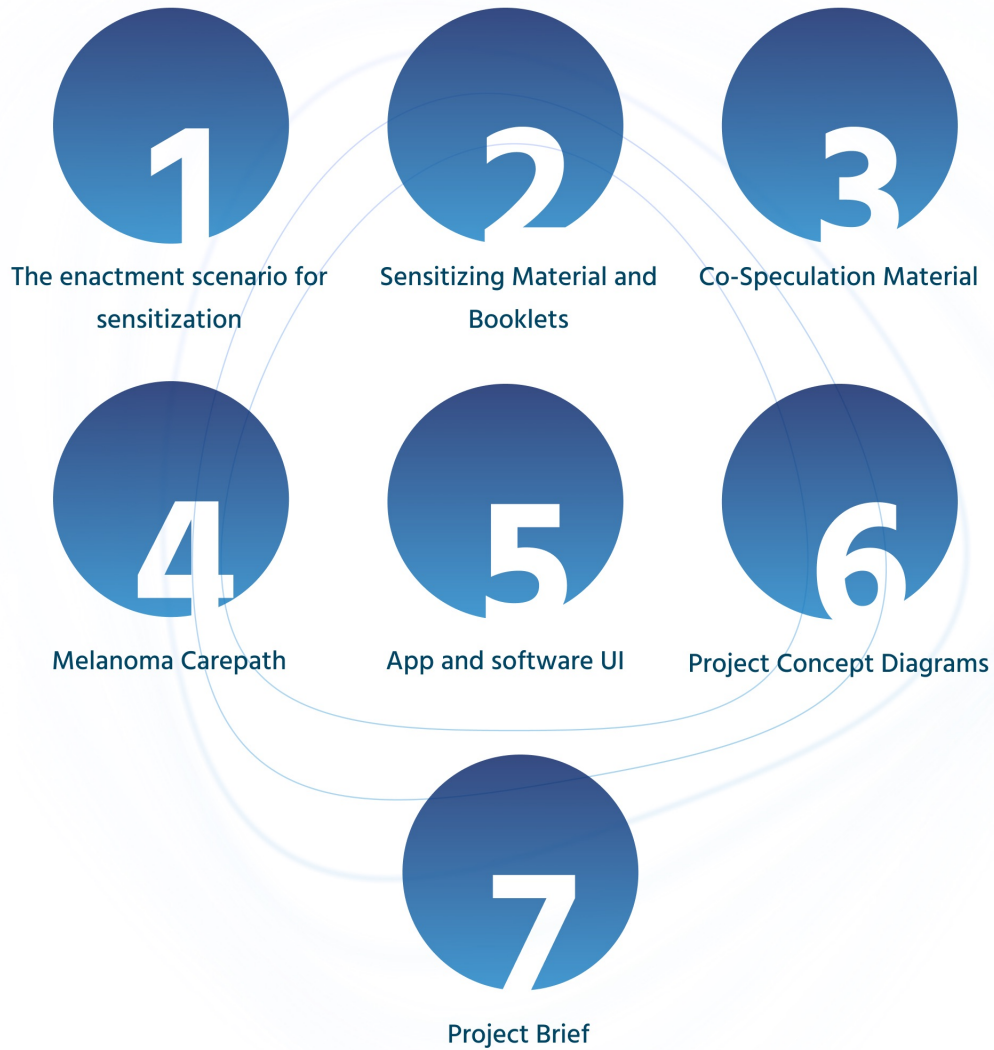 1
2
3
The enactment scenario for
sensitization
Sensitizing Material and
Booklets
Co-Speculation Material
4
5
6
Melanoma Carepath
App and software UI
Project Concept Diagrams
7
Project Brief